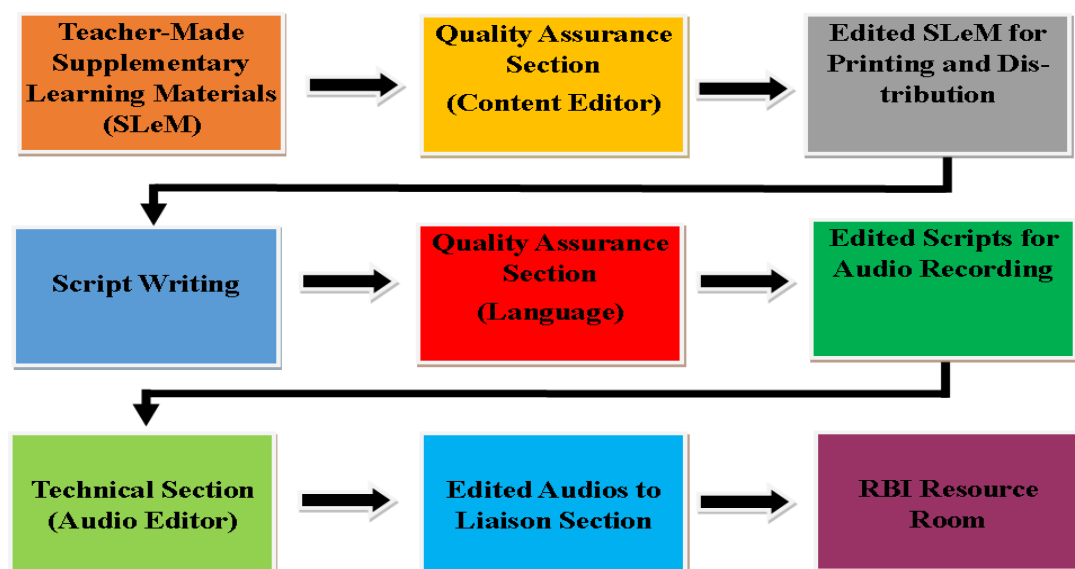 Teacher-Made
Supplementary
Learning Materials
(SLeM)
Quality Assurance
Section
(Content Editor)
Edited SLeM for
Printing and Dis-
tribution
Script Writing
Quality Assurance
Section
(Language)
Edited Scripts for
Audio Recording
Technical Section
(Audio Editor)
Edited Audios to
Liaison Section
RBI Resource
Room